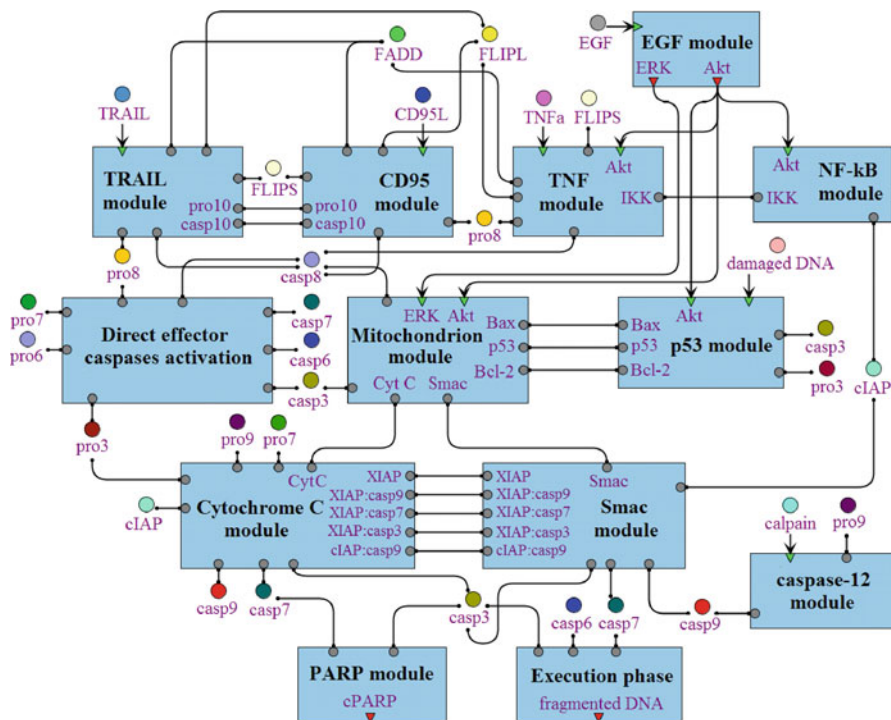 EGF
EGF module
ERK
Akt
FADD
FLIPL
TRAIL
CD95L
TNFa
FLIPS
TRAIL
module
pro10
casp10
FLIPS
CD95
module
pro10
casp10
pro8
Akt
TNF
module
IKK
Akt
NF-kB
module
IKK
pro8
casp8
damaged DNA
pro7
pro6
Direct effector
caspases activation
casp7
casp6
casp3
ERK
Akt
Mitochondrion
module
Bax
p53
Bcl-2
Cyt C
Smac
Akt
Bax
p53
Bcl-2
p53 module
casp3
pro3
cIAP
pro3
pro9
pro7
cIAP
CytC
Cytochrome C
module
XIAP
XIAP:casp9
XIAP:casp7
XIAP:casp3
cIAP:casp9
XIAP
XIAP:casp9
XIAP:casp7
XIAP:casp3
cIAP:casp9
Smac
Smac
module
calpain
pro9
caspase-12
module
casp9
casp7
casp3
casp6
casp7
casp9
PARP module
cPARP
Execution phase
fragmented DNA